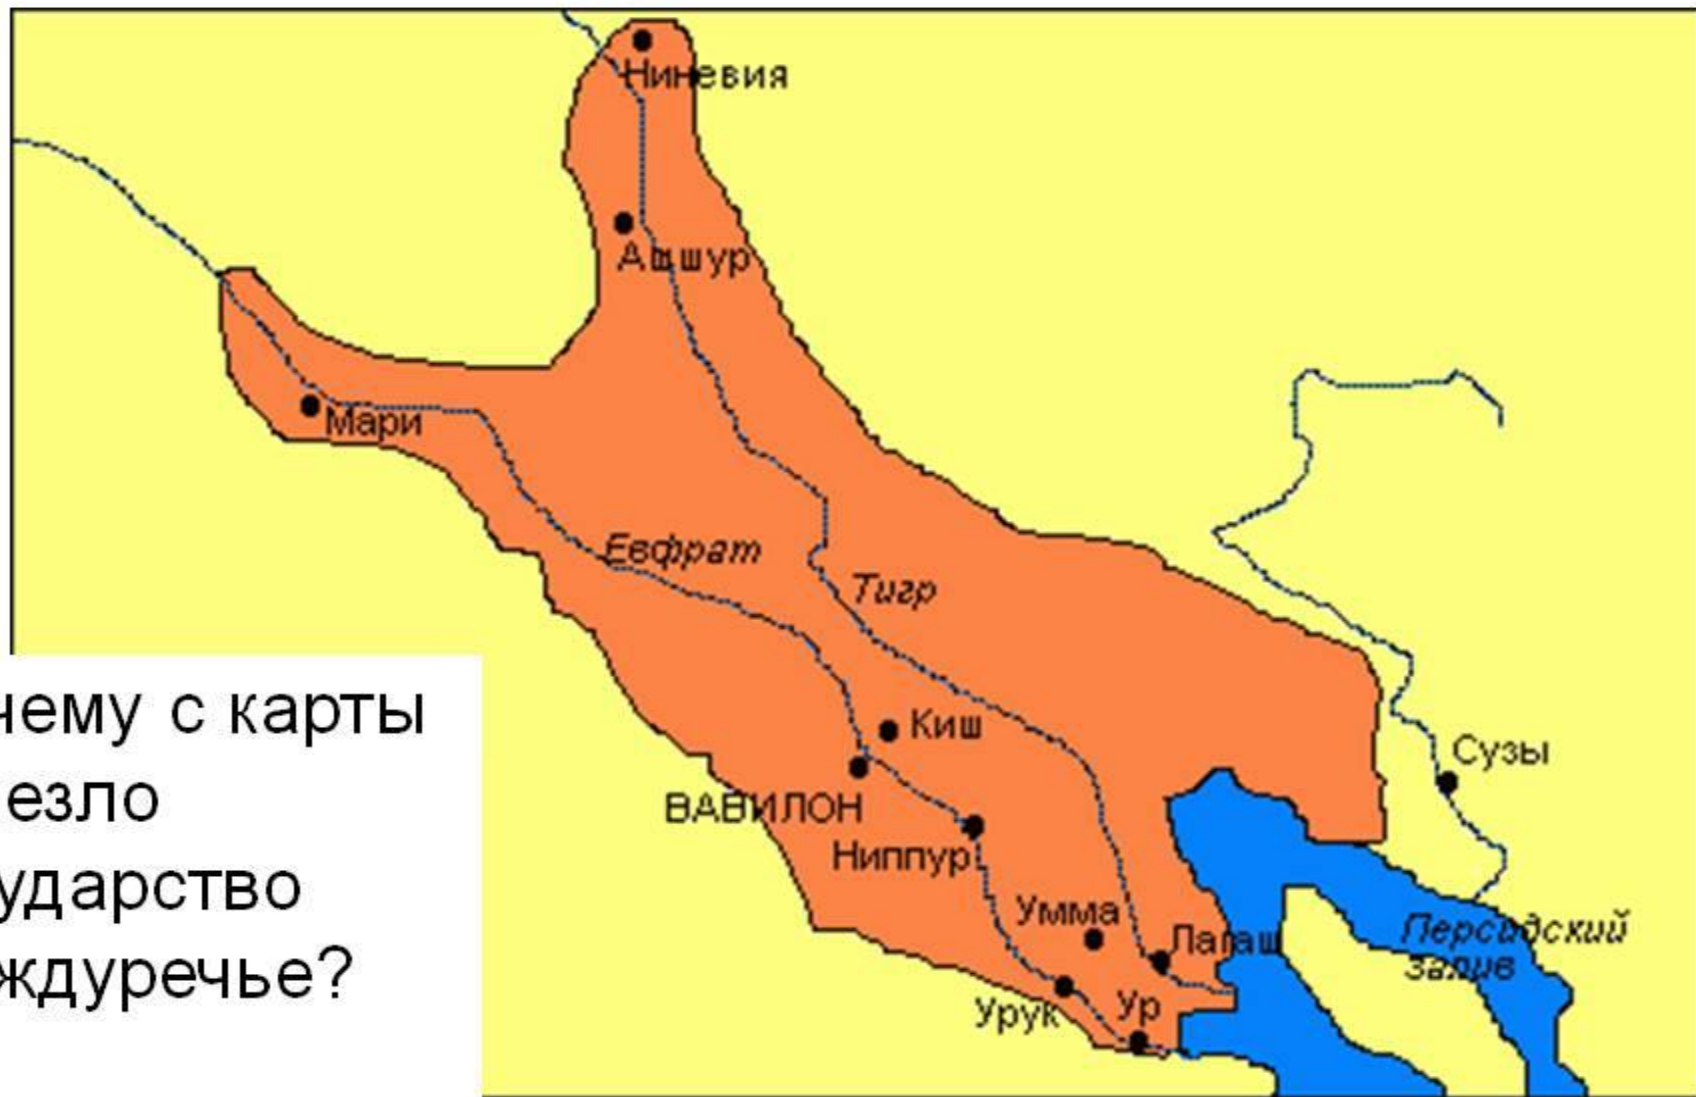 Ниневия
Ашшур
Мари
Евфрат
Тигр
Киш
Сузы
ВАВИЛОН
Ниппур
Умма
Лагаш
Персидский
залив
Урук
Ур
чему с карты
езло
ударство
ждуречье?